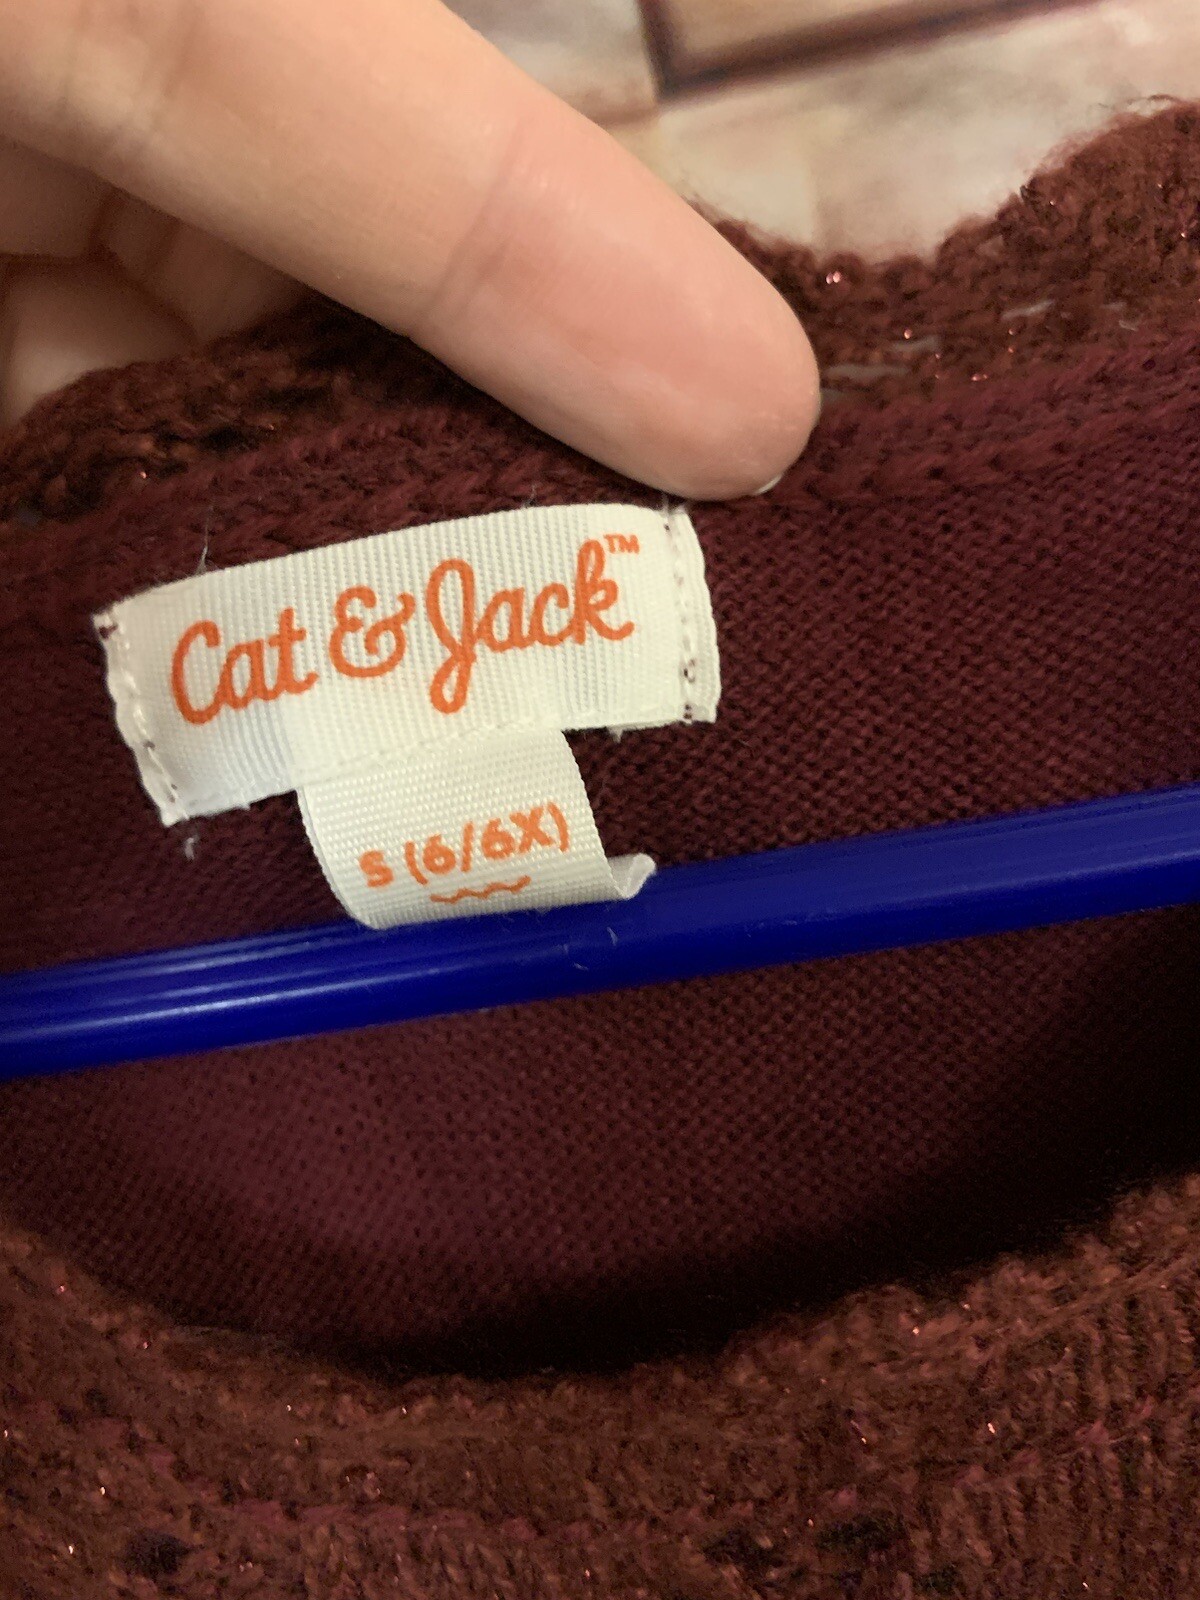 Cat & Jack™
S (6/6X)